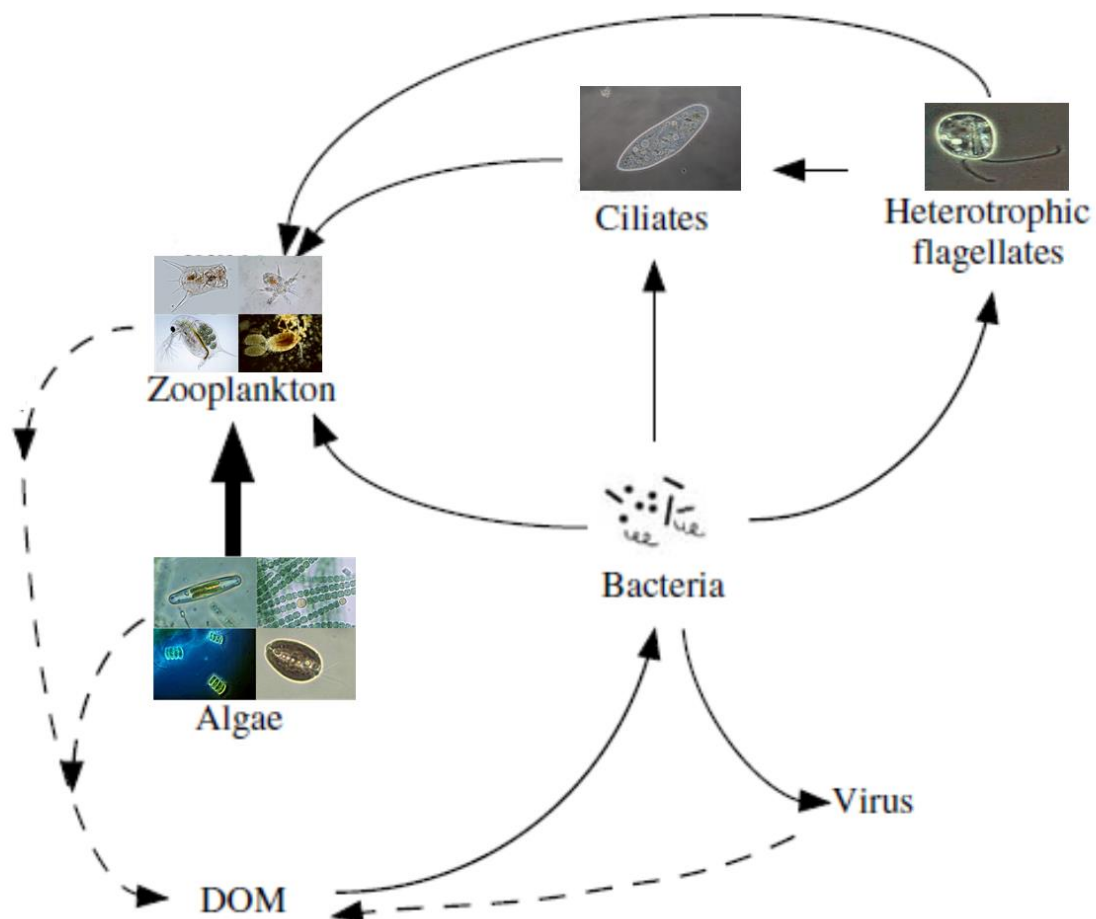 Ciliates
Heterotrophic
flagellates
Zooplankton
Bacteria
Algae
Virus
DOM